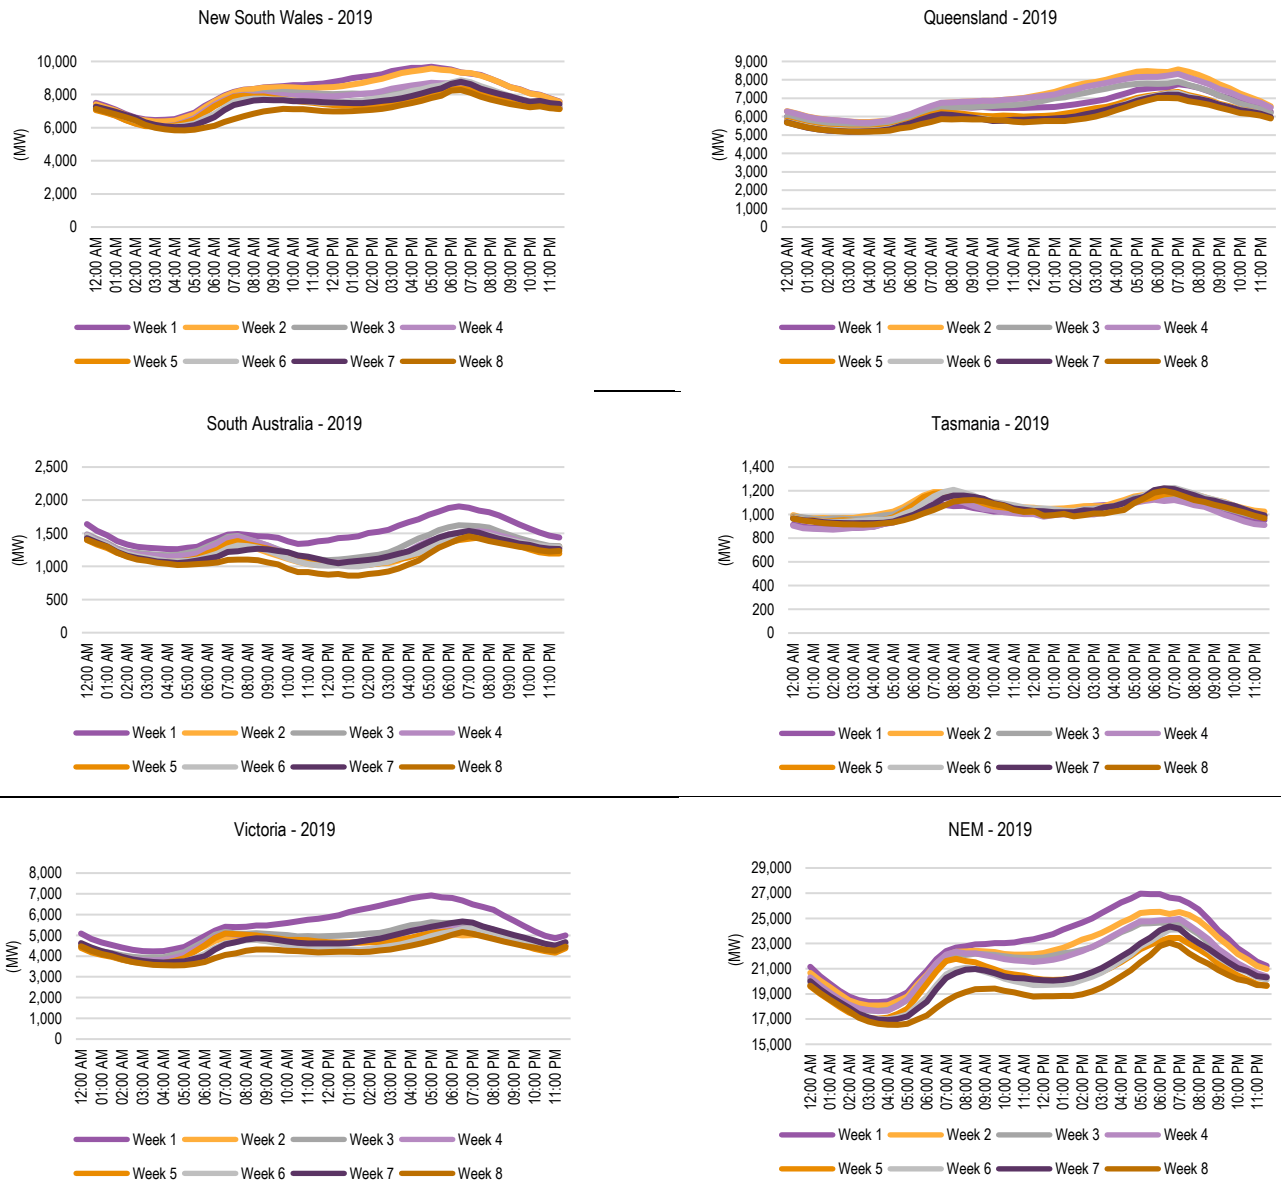 New South Wales - 2019
10,000
8,000
6,000
4,000
2,000
0
(MW)
12:00 AM
01:00 AM
02:00 AM
03:00 AM
04:00 AM
05:00 AM
06:00 AM
07:00 AM
08:00 AM
09:00 AM
10:00 AM
11:00 AM
12:00 PM
01:00 PM
02:00 PM
03:00 PM
04:00 PM
05:00 PM
06:00 PM
07:00 PM
08:00 PM
09:00 PM
10:00 PM
11:00 PM
Week 1 Week 2 Week 3 Week 4
Week 5 Week 6 Week 7 Week 8
Queensland - 2019
9,000
8,000
7,000
6,000
5,000
4,000
3,000
2,000
1,000
0
(MW)
12:00 AM
01:00 AM
02:00 AM
03:00 AM
04:00 AM
05:00 AM
06:00 AM
07:00 AM
08:00 AM
09:00 AM
10:00 AM
11:00 AM
12:00 PM
01:00 PM
02:00 PM
03:00 PM
04:00 PM
05:00 PM
06:00 PM
07:00 PM
08:00 PM
09:00 PM
10:00 PM
11:00 PM
Week 1 Week 2 Week 3 Week 4
Week 5 Week 6 Week 7 Week 8
South Australia - 2019
2,500
2,000
1,500
1,000
500
0
(MW)
12:00 AM
01:00 AM
02:00 AM
03:00 AM
04:00 AM
05:00 AM
06:00 AM
07:00 AM
08:00 AM
09:00 AM
10:00 AM
11:00 AM
12:00 PM
01:00 PM
02:00 PM
03:00 PM
04:00 PM
05:00 PM
06:00 PM
07:00 PM
08:00 PM
09:00 PM
10:00 PM
11:00 PM
Week 1 Week 2 Week 3 Week 4
Week 5 Week 6 Week 7 Week 8
Tasmania - 2019
1,400
1,200
1,000
800
600
400
200
0
(MW)
12:00 AM
01:00 AM
02:00 AM
03:00 AM
04:00 AM
05:00 AM
06:00 AM
07:00 AM
08:00 AM
09:00 AM
10:00 AM
11:00 AM
12:00 PM
01:00 PM
02:00 PM
03:00 PM
04:00 PM
05:00 PM
06:00 PM
07:00 PM
08:00 PM
09:00 PM
10:00 PM
11:00 PM
Week 1 Week 2 Week 3 Week 4
Week 5 Week 6 Week 7 Week 8
Victoria - 2019
8,000
7,000
6,000
5,000
4,000
3,000
2,000
1,000
0
(MW)
12:00 AM
01:00 AM
02:00 AM
03:00 AM
04:00 AM
05:00 AM
06:00 AM
07:00 AM
08:00 AM
09:00 AM
10:00 AM
11:00 AM
12:00 PM
01:00 PM
02:00 PM
03:00 PM
04:00 PM
05:00 PM
06:00 PM
07:00 PM
08:00 PM
09:00 PM
10:00 PM
11:00 PM
Week 1 Week 2 Week 3 Week 4
Week 5 Week 6 Week 7 Week 8
NEM - 2019
29,000
27,000
25,000
23,000
21,000
19,000
17,000
15,000
(MW)
12:00 AM
01:00 AM
02:00 AM
03:00 AM
04:00 AM
05:00 AM
06:00 AM
07:00 AM
08:00 AM
09:00 AM
10:00 AM
11:00 AM
12:00 PM
01:00 PM
02:00 PM
03:00 PM
04:00 PM
05:00 PM
06:00 PM
07:00 PM
08:00 PM
09:00 PM
10:00 PM
11:00 PM
Week 1 Week 2 Week 3 Week 4
Week 5 Week 6 Week 7 Week 8